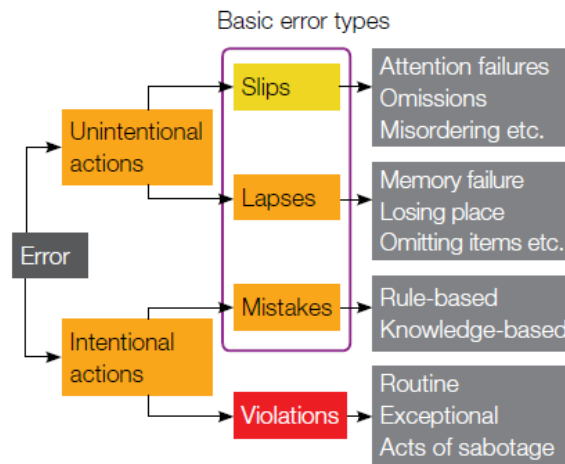 Basic error types
Slips
Attention failures
Omissions
Misordering etc.
Unintentional
actions
Lapses
Memory failure
Losing place
Omitting items etc.
Error
Mistakes
Rule-based
Knowledge-based
Intentional
actions
Violations
Routine
Exceptional
Acts of sabotage